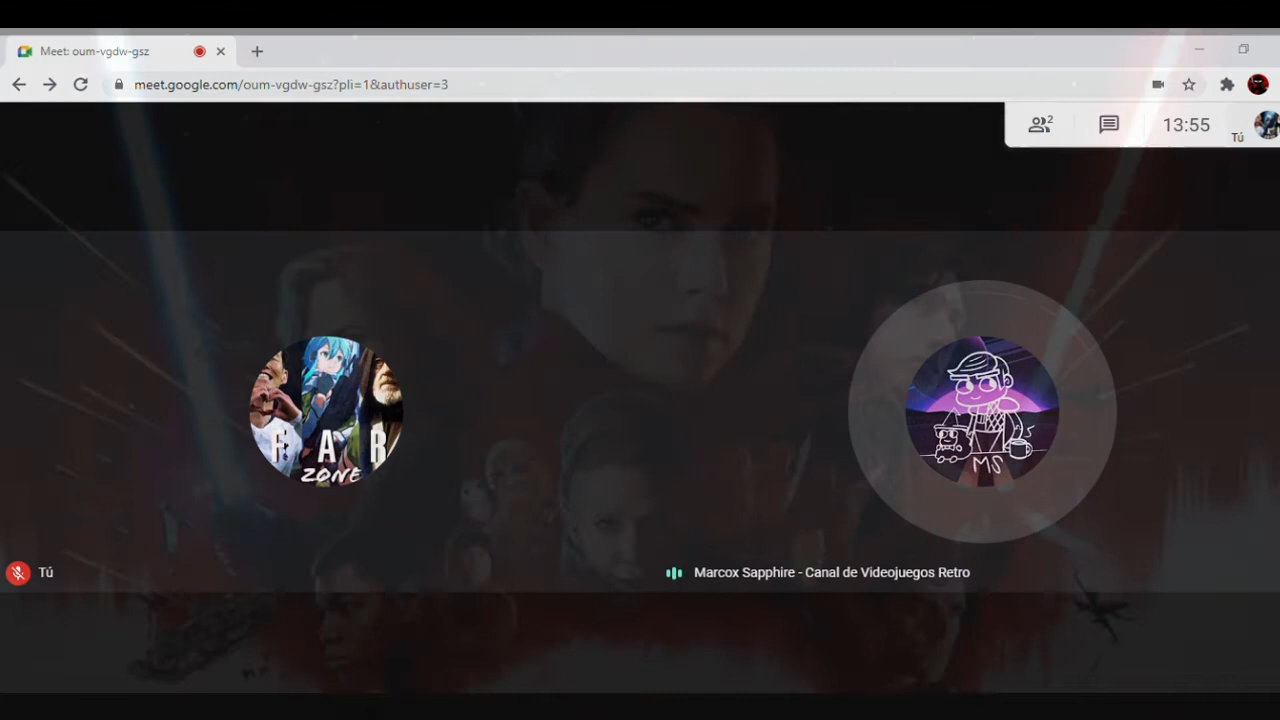 Meet: oum-vgdw-gsz
meet.google.com/oum-vgdw-gsz?pli=1&authuser=3
2
13:55
Tú
FAR
ZONE
MS
Tú
Marcox Sapphire - Canal de Videojuegos Retro